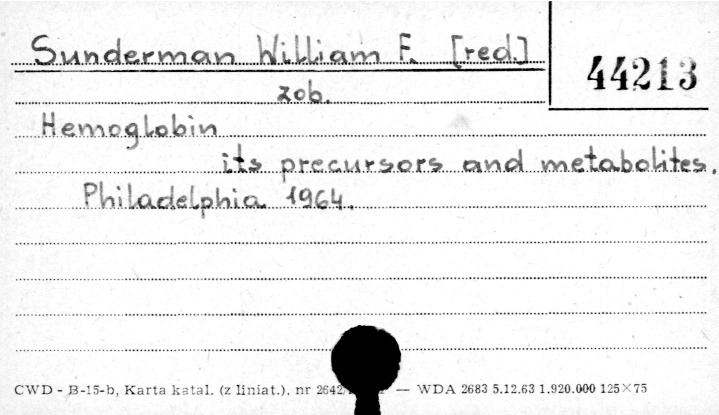 Sunderman William F. [red.]
44213
zob.
Hemoglobin
its precursors and metabolites.
Philadelphia 1964.
CWD - B-15-b, Karta katal. (z liniat.), nr 2642 — WDA 2683 5.12.63 1.920.000 125×75